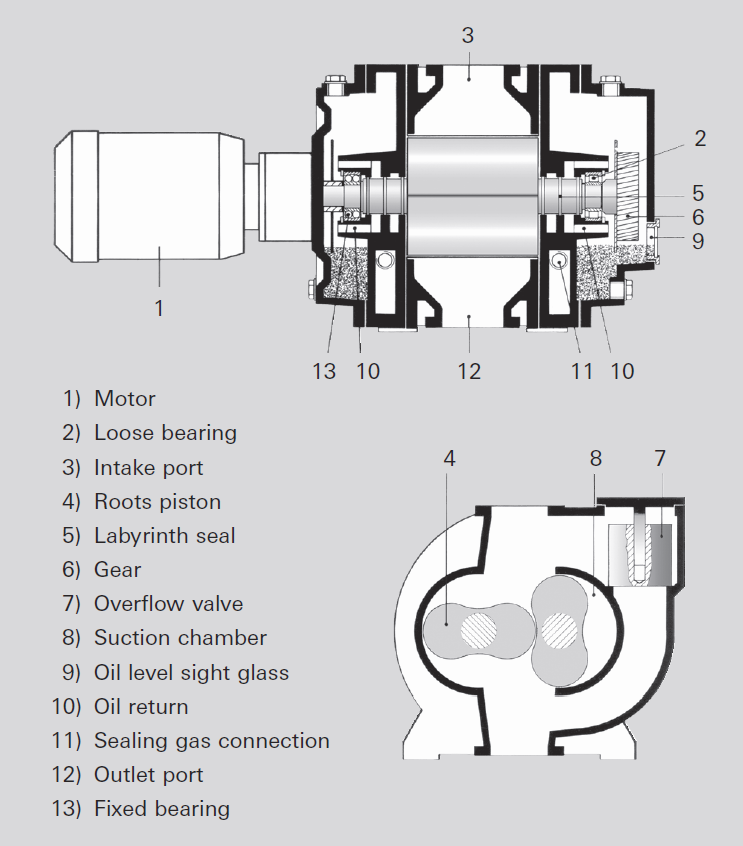 3
2
5
6
9
1
13 10 12 11 10
1) Motor
2) Loose bearing
3) Intake port
4) Roots piston
5) Labyrinth seal
6) Gear
7) Overflow valve
8) Suction chamber
9) Oil level sight glass
10) Oil return
11) Sealing gas connection
12) Outlet port
13) Fixed bearing
4 8 7